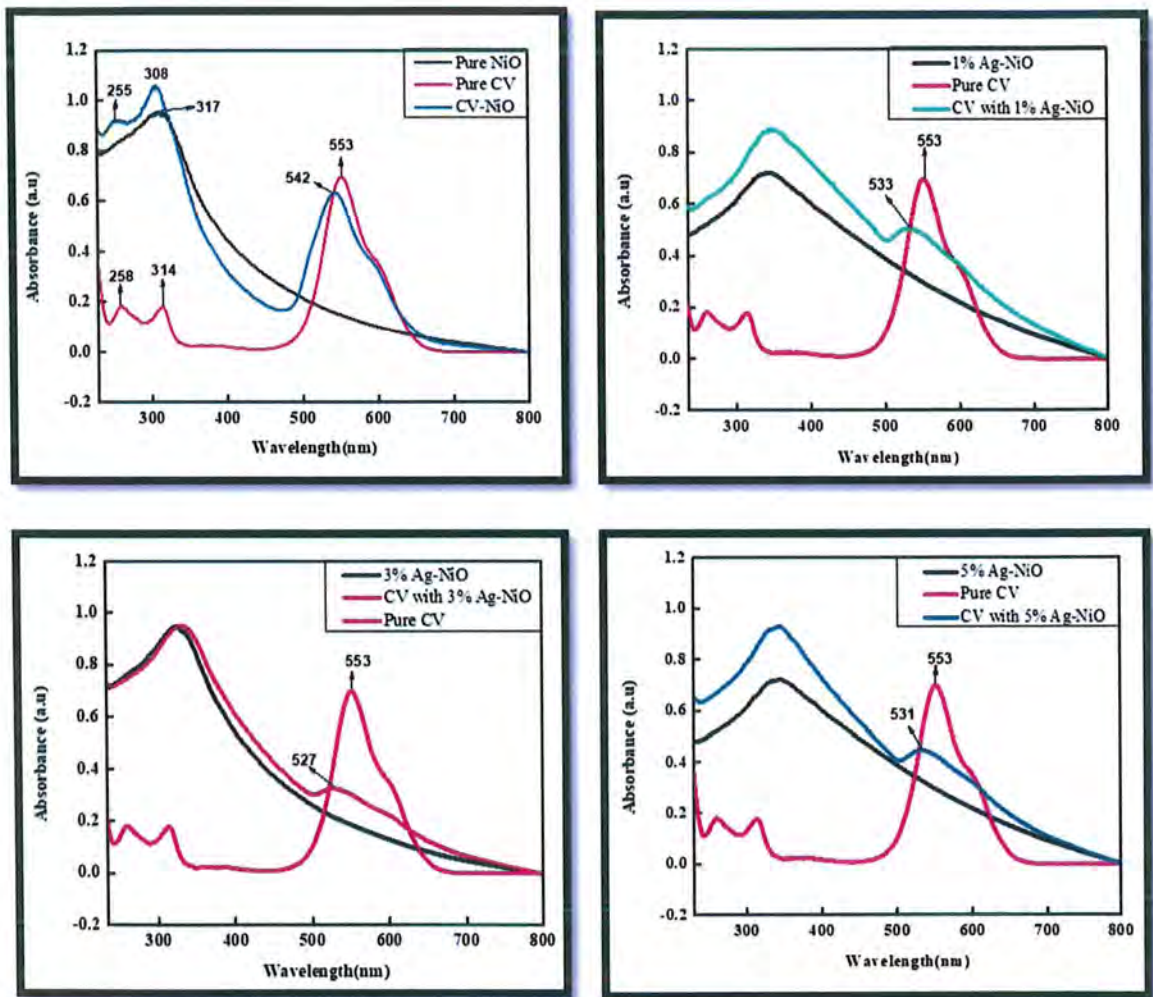 1.2
1.0
0.8
0.6
0.4
0.2
0.0
-0.2
Absorbance (a.u)
300 400 500 600 700 800
Wavelength(nm)
Pure NiO
Pure CV
CV-NiO
255
308
317
258
314
542
553
1.2
1.0
0.8
0.6
0.4
0.2
0.0
-0.2
Absorbance (a.u)
300 400 500 600 700 800
Wavelength(nm)
1% Ag-NiO
Pure CV
CV with 1% Ag-NiO
553
533
1.2
1.0
0.8
0.6
0.4
0.2
0.0
-0.2
Absorbance (a.u)
300 400 500 600 700 800
Wavelength(nm)
3% Ag-NiO
CV with 3% Ag-NiO
Pure CV
553
527
1.2
1.0
0.8
0.6
0.4
0.2
0.0
-0.2
Absorbance (a.u)
300 400 500 600 700 800
Wavelength(nm)
5% Ag-NiO
Pure CV
CV with 5% Ag-NiO
553
531